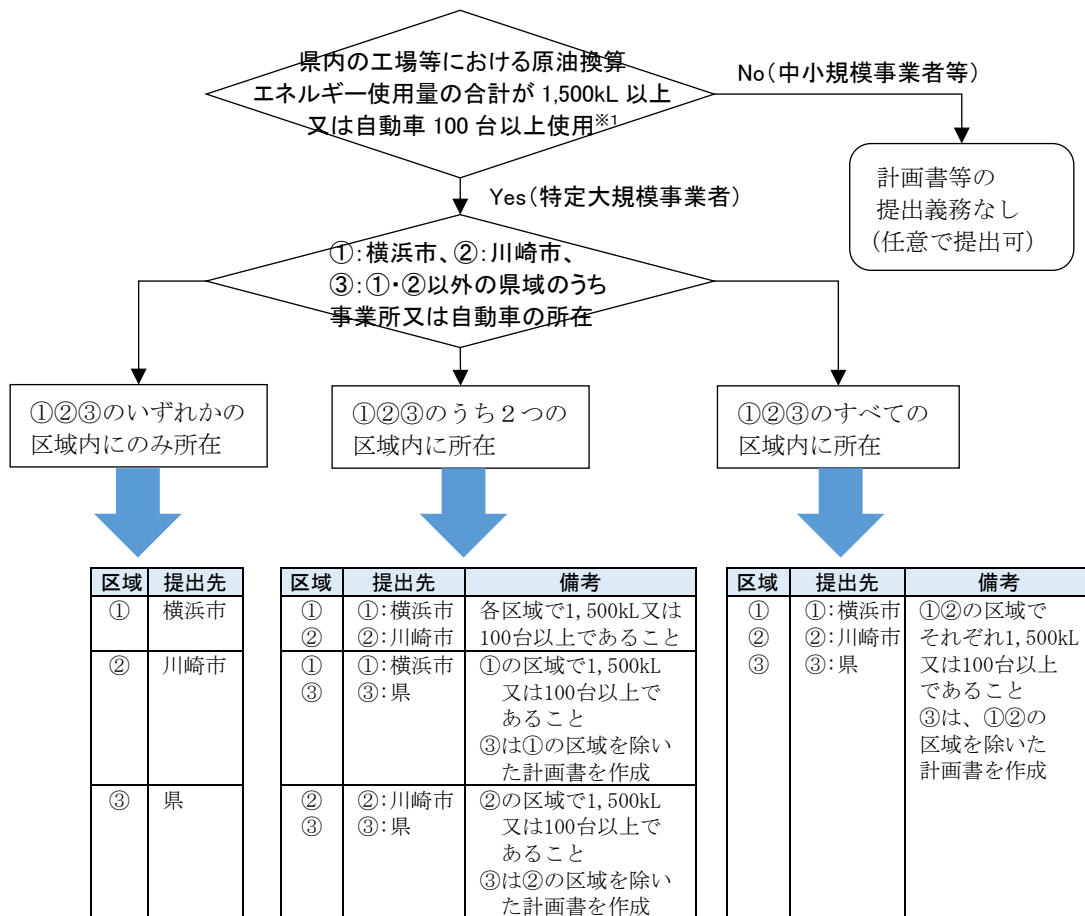 県内の工場等における原油換算
エネルギー使用量の合計が 1,500kL 以上
又は自動車 100 台以上使用※1
No(中小規模事業者等)
計画書等の
提出義務なし
(任意で提出可)
Yes(特定大規模事業者)
①:横浜市、②:川崎市、
③:①・②以外の県域のうち
事業所又は自動車の所在
①②③のいずれかの
区域内にのみ所在
①②③のうち２つの
区域内に所在
①②③のすべての
区域内に所在
区域 提出先
① 横浜市
② 川崎市
③ 県
区域 提出先 備考
① ①:横浜市 各区域で1,500kL又は
② ②:川崎市 100台以上であること
① ①:横浜市 ①の区域で1,500kL
③ ③:県 又は100台以上で
あること
③は①の区域を除い
た計画書を作成
② ②:川崎市 ②の区域で1,500kL
③ ③:県 又は100台以上で
あること
③は②の区域を除い
た計画書を作成
区域 提出先 備考
① ①:横浜市 ①②の区域で
② ②:川崎市 それぞれ1,500kL
③ ③:県 又は100台以上
であること
③は、①②の
区域を除いた
計画書を作成